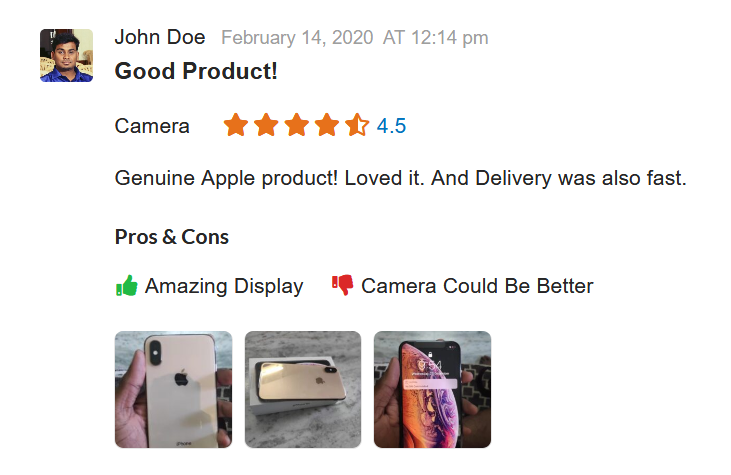 John Doe February 14, 2020 AT 12:14 pm
Good Product!
Camera 4.5
Genuine Apple product! Loved it. And Delivery was also fast.
Pros & Cons
Amazing Display Camera Could Be Better
iPhone